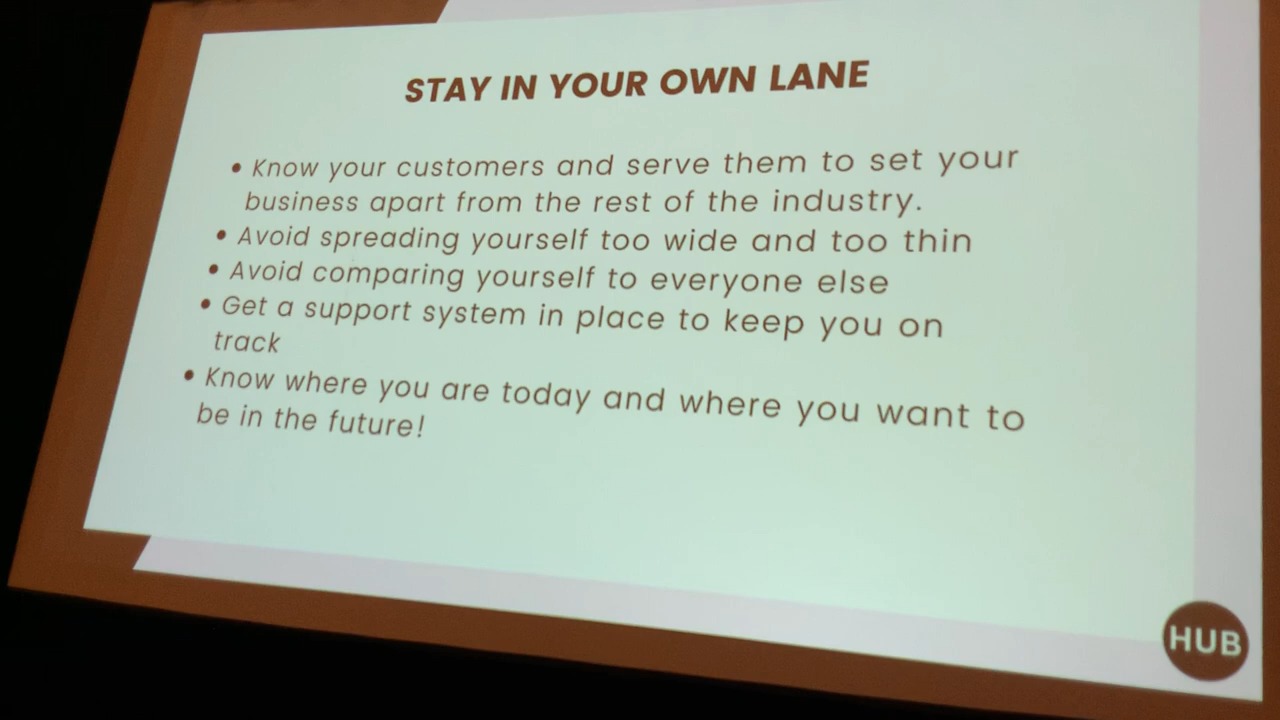 STAY IN YOUR OWN LANE
• Know your customers and serve them to set your
business apart from the rest of the industry.
• Avoid spreading yourself too wide and too thin
• Avoid comparing yourself to everyone else
• Get a support system in place to keep you on
track
• Know where you are today and where you want to
be in the future!
HUB